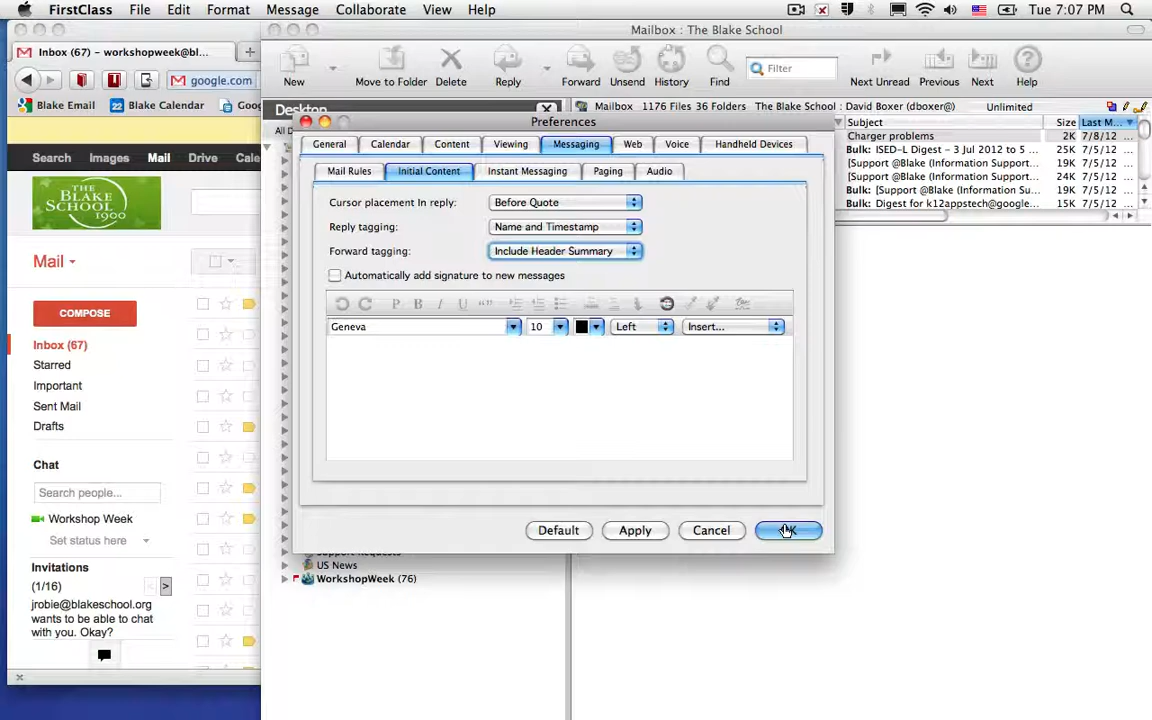 FirstClass File Edit Format Message Collaborate View Help Tue 7:07 PM
Inbox (67) – workshopweek@bl...
google.com
Blake Email 22 Blake Calendar Goo
Search Images Mail Drive Cale
THE
BLAKE
SCHOOL
1900
Mail
COMPOSE
Inbox (67)
Starred
Important
Sent Mail
Drafts
Chat
Search people...
Workshop Week
Set status here
Invitations
(1/16) < >
jrobie@blakeschool.org
wants to be able to chat
with you. Okay?
Mailbox : The Blake School
New Move to Folder Delete Reply Forward Unsend History Find Filter Next Unread Previous Next Help
Desktop
Mailbox 1176 Files 36 Folders The Blake School : David Boxer (dboxer@) Unlimited
Subject Size Last M...
Charger problems 2K 7/8/12 ...
Bulk: ISED-L Digest - 3 Jul 2012 to 5 ... 25K 7/5/12 ...
[Support @Blake (Information Support... 19K 7/5/12 ...
[Support @Blake (Information Support... 24K 7/5/12 ...
Bulk: [Support @Blake (Information Su... 19K 7/5/12 ...
Bulk: Digest for k12appstech@google... 15K 7/5/12 ...
Preferences
General Calendar Content Viewing Messaging Web Voice Handheld Devices
Mail Rules Initial Content Instant Messaging Paging Audio
Cursor placement In reply: Before Quote
Reply tagging: Name and Timestamp
Forward tagging: Include Header Summary
Automatically add signature to new messages
P B I U
Geneva 10 Left Insert...
Default Apply Cancel
US News
WorkshopWeek (76)